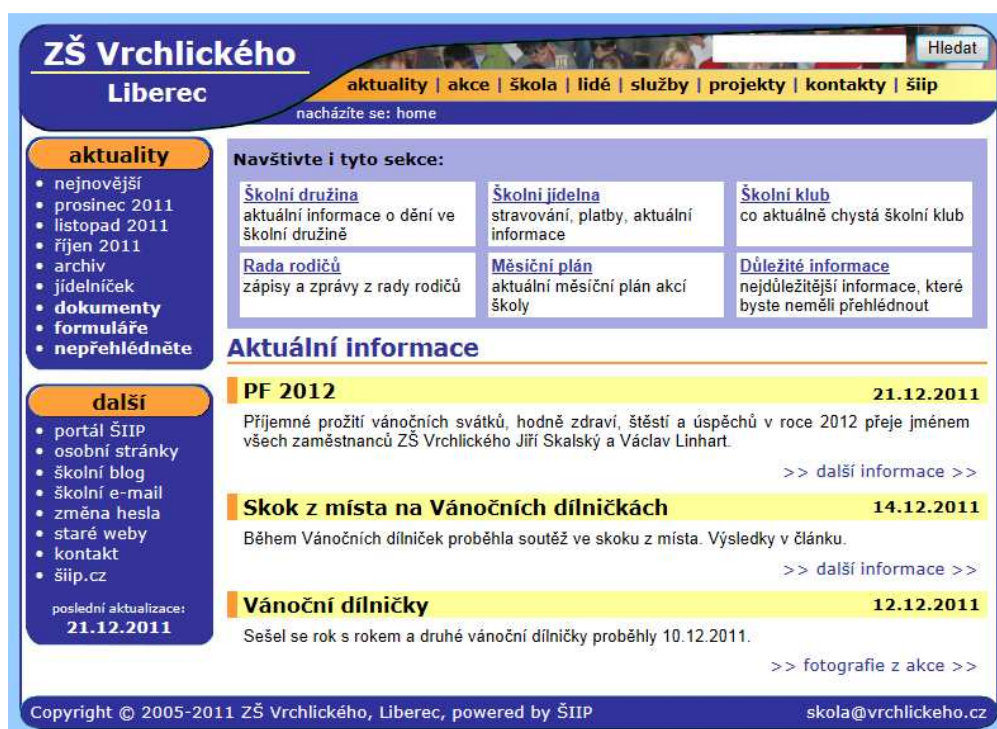 ZŠ Vrchlického
Liberec
Hledat
aktuality | akce | škola | lidé | služby | projekty | kontakty | šiip
nacházíte se: home
aktuality
• nejnovější
• prosinec 2011
• listopad 2011
• říjen 2011
• archiv
• jídelníček
• dokumenty
• formuláře
• nepřehlédněte
další
• portál ŠIIP
• osobní stránky
• školní blog
• školní e-mail
• změna hesla
• staré weby
• kontakt
• šiip.cz
poslední aktualizace:
21.12.2011
Navštivte i tyto sekce:
Školní družina
aktuální informace o dění ve
školní družině
Školní jídelna
stravování, platby, aktuální
informace
Školní klub
co aktuálně chystá školní klub
Rada rodičů
zápisy a zprávy z rady rodičů
Měsíční plán
aktuální měsíční plán akcí
školy
Důležité informace
nejdůležitější informace, které
byste neměli přehlédnout
Aktuální informace
PF 2012 21.12.2011
Příjemné prožití vánočních svátků, hodně zdraví, štěstí a úspěchů v roce 2012 přeje jménem
všech zaměstnanců ZŠ Vrchlického Jiří Skalský a Václav Linhart.
>> další informace >>
Skok z místa na Vánočních dílničkách 14.12.2011
Během Vánočních dílniček proběhla soutěž ve skoku z místa. Výsledky v článku.
>> další informace >>
Vánoční dílničky 12.12.2011
Sešel se rok s rokem a druhé vánoční dílničky proběhly 10.12.2011.
>> fotografie z akce >>
Copyright © 2005-2011 ZŠ Vrchlického, Liberec, powered by ŠIIP skola@vrchlickeho.cz